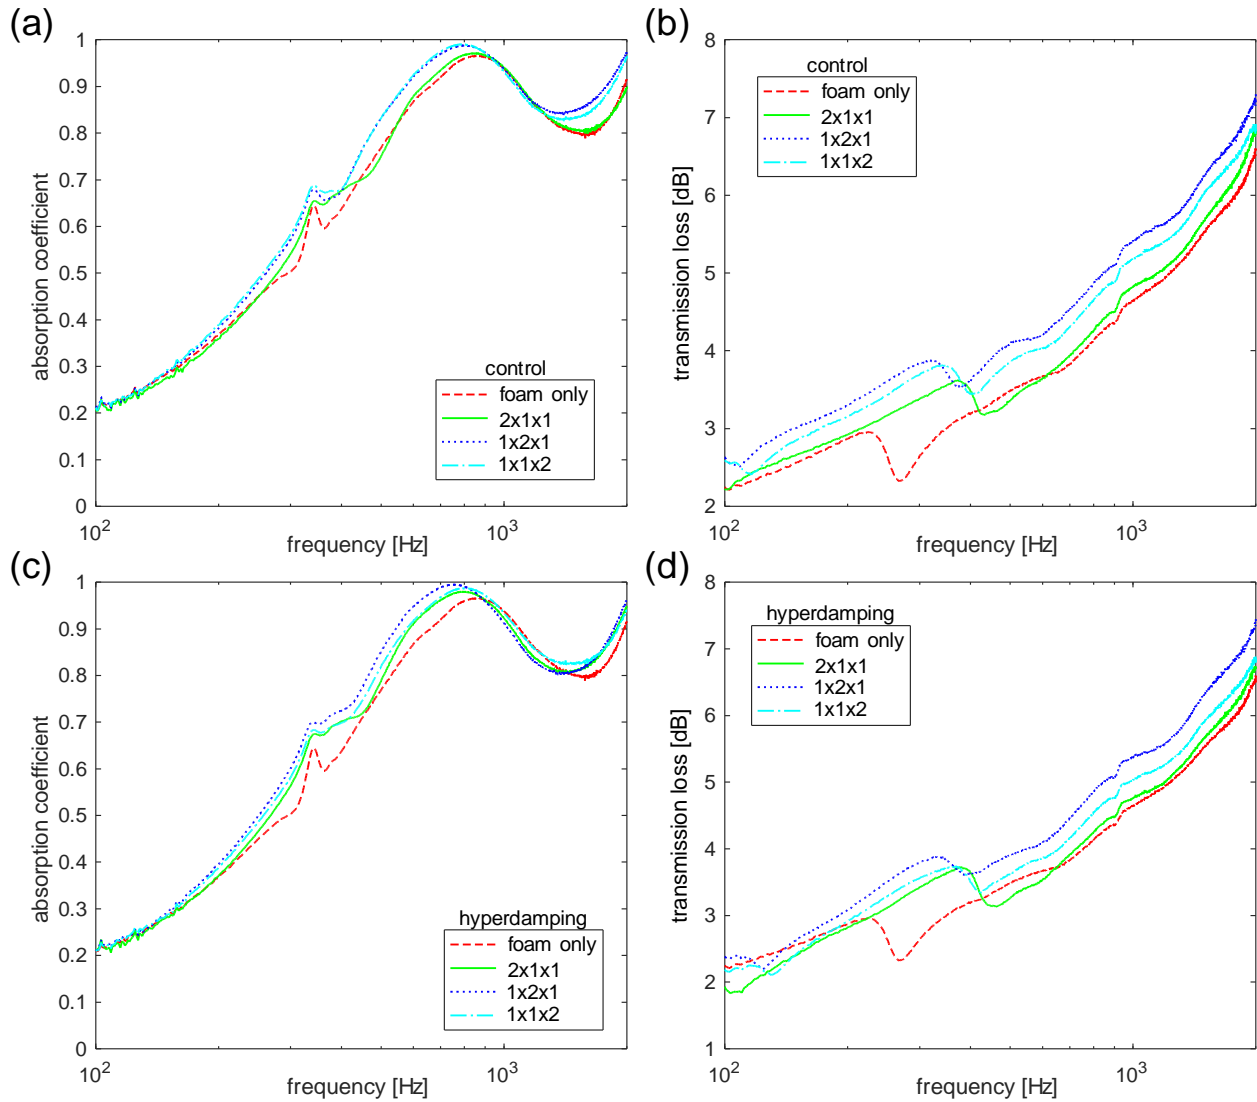 (a)
1
0.9
0.8
0.7
0.6
0.5
0.4
0.3
0.2
0.1
0
absorption coefficient
control
foam only
2x1x1
1x2x1
1x1x2
10^2
10^3
frequency [Hz]
(b)
8
7
6
5
4
3
2
transmission loss [dB]
control
foam only
2x1x1
1x2x1
1x1x2
10^2
10^3
frequency [Hz]
(c)
1
0.9
0.8
0.7
0.6
0.5
0.4
0.3
0.2
0.1
0
absorption coefficient
hyperdamping
foam only
2x1x1
1x2x1
1x1x2
10^2
10^3
frequency [Hz]
(d)
8
7
6
5
4
3
2
1
transmission loss [dB]
hyperdamping
foam only
2x1x1
1x2x1
1x1x2
10^2
10^3
frequency [Hz]